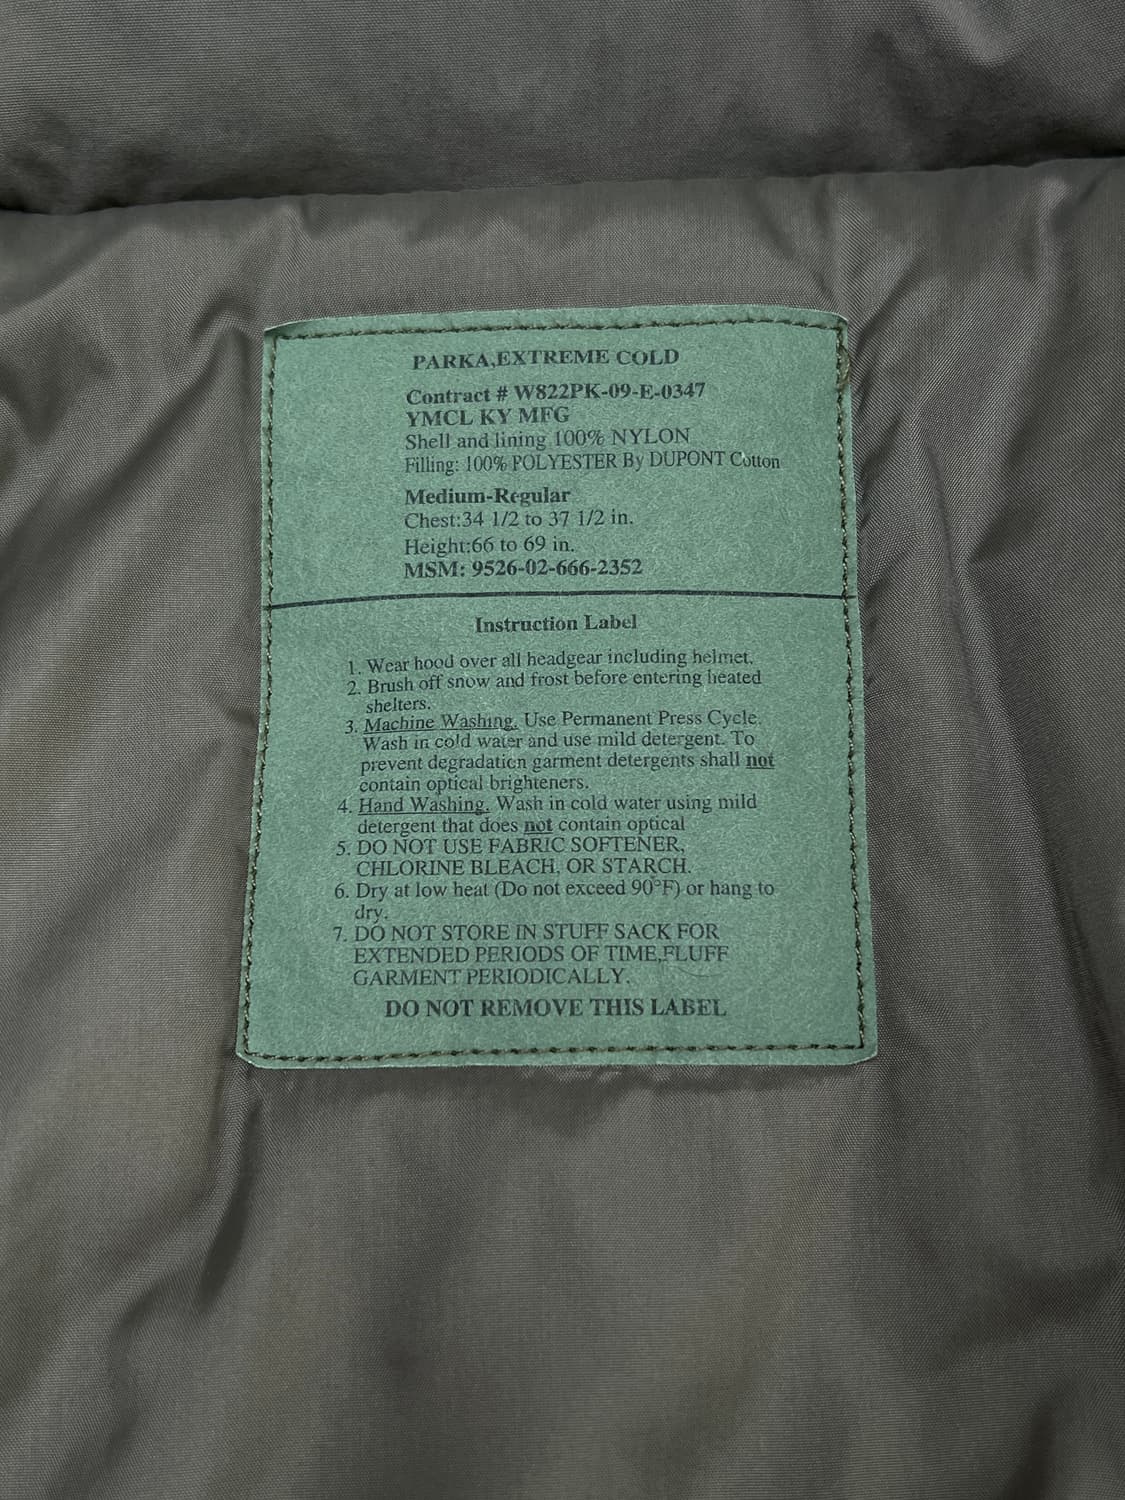 PARKA,EXTREME COLD
Contract # W822PK-09-E-0347
YMCL KY MFG
Shell and lining 100% NYLON
Filling: 100% POLYESTER By DUPONT Cotton
Medium-Regular
Chest:34 1/2 to 37 1/2 in.
Height:66 to 69 in.
MSM: 9526-02-666-2352
Instruction Label
1. Wear hood over all headgear including helmet.
2. Brush off snow and frost before entering heated
shelters.
3. Machine Washing. Use Permanent Press Cycle.
Wash in cold water and use mild detergent. To
prevent degradation garment detergents shall not
contain optical brighteners.
4. Hand Washing. Wash in cold water using mild
detergent that does not contain optical
5. DO NOT USE FABRIC SOFTENER,
CHLORINE BLEACH, OR STARCH.
6. Dry at low heat (Do not exceed 90°F) or hang to
dry.
7. DO NOT STORE IN STUFF SACK FOR
EXTENDED PERIODS OF TIME,FLUFF
GARMENT PERIODICALLY.
DO NOT REMOVE THIS LABEL